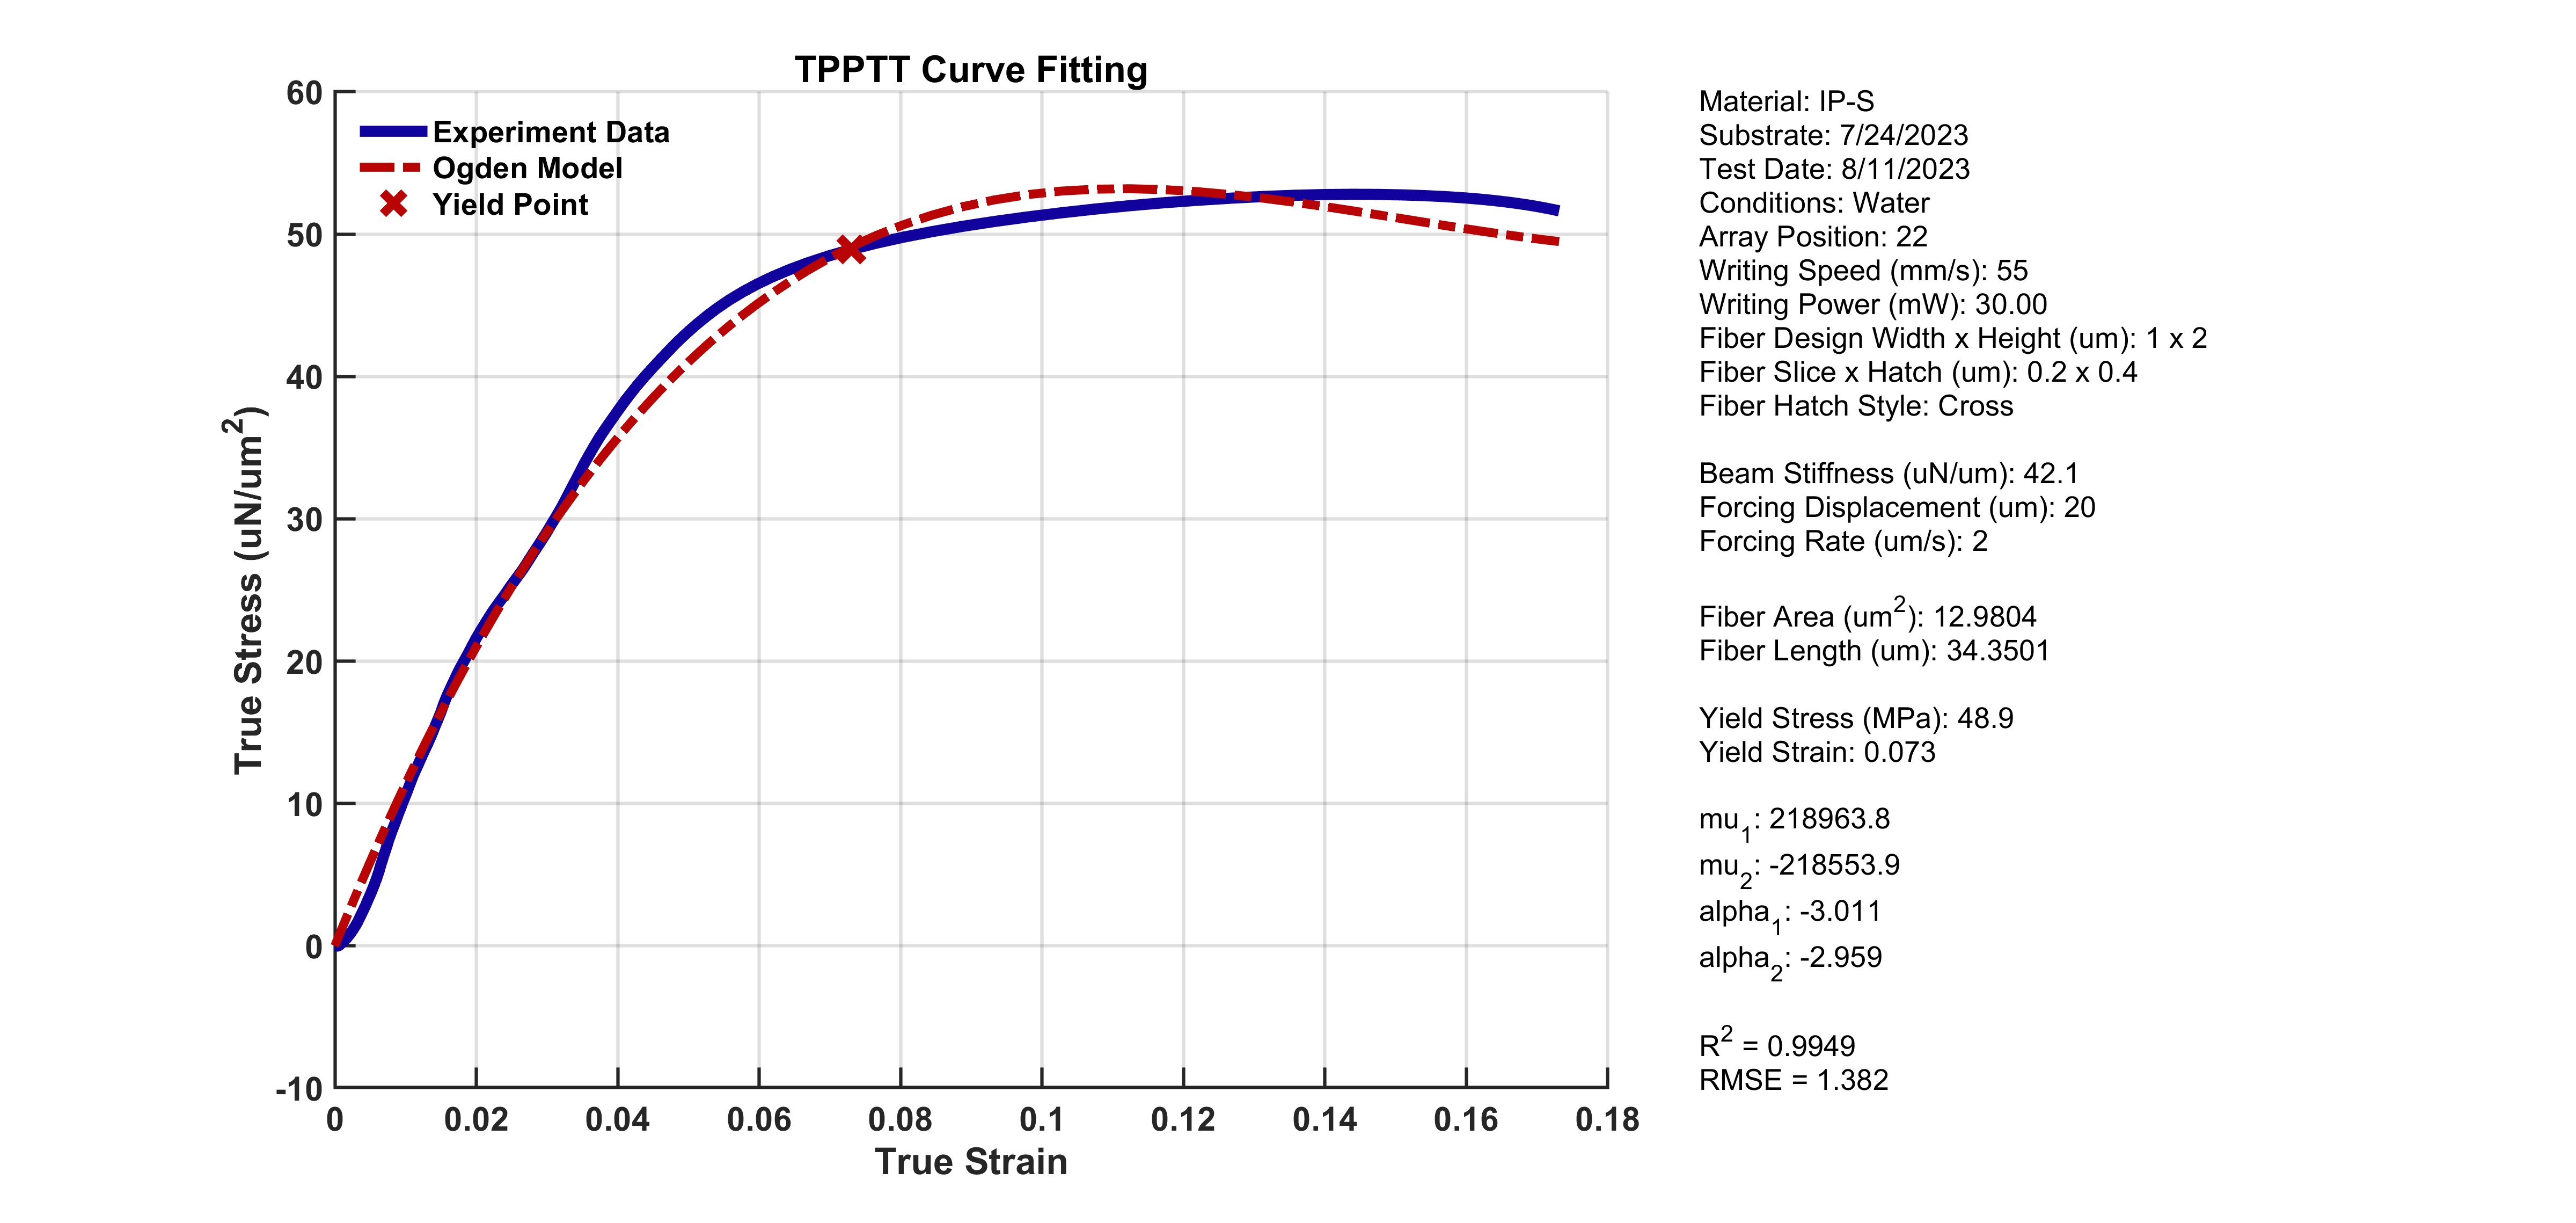 TPPTT Curve Fitting
60
50
40
30
20
10
0
-10
True Stress (uN/um²)
Experiment Data
Ogden Model
Yield Point
0 0.02 0.04 0.06 0.08 0.1 0.12 0.14 0.16 0.18
True Strain
Material: IP-S
Substrate: 7/24/2023
Test Date: 8/11/2023
Conditions: Water
Array Position: 22
Writing Speed (mm/s): 55
Writing Power (mW): 30.00
Fiber Design Width x Height (um): 1 x 2
Fiber Slice x Hatch (um): 0.2 x 0.4
Fiber Hatch Style: Cross
Beam Stiffness (uN/um): 42.1
Forcing Displacement (um): 20
Forcing Rate (um/s): 2
Fiber Area (um²): 12.9804
Fiber Length (um): 34.3501
Yield Stress (MPa): 48.9
Yield Strain: 0.073
mu₁: 218963.8
mu₂: -218553.9
alpha₁: -3.011
alpha₂: -2.959
R² = 0.9949
RMSE = 1.382